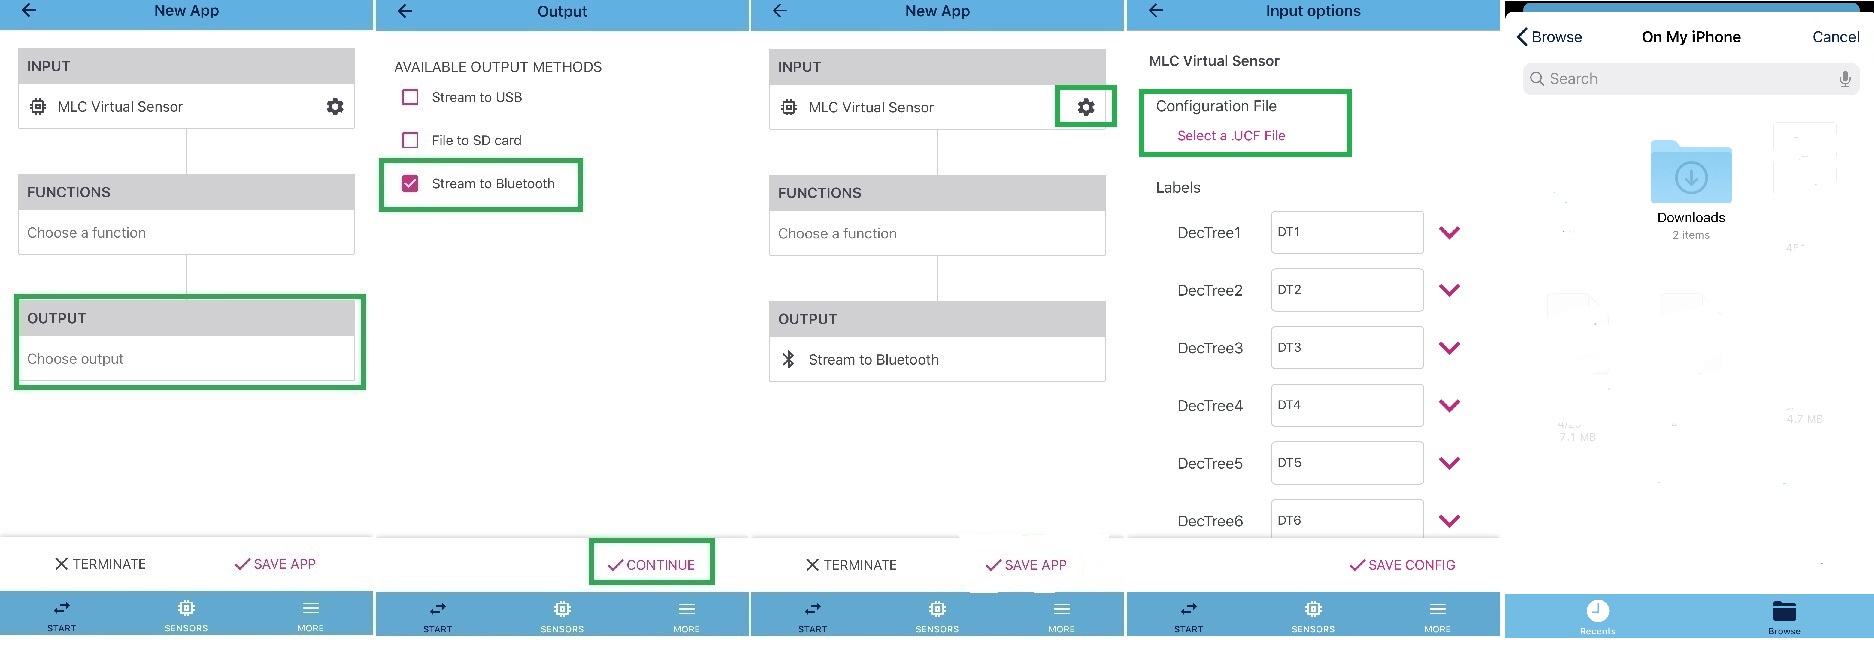 New App
INPUT
MLC Virtual Sensor
FUNCTIONS
Choose a function
OUTPUT
Choose output
TERMINATE
SAVE APP
START
SENSORS
MORE
Output
AVAILABLE OUTPUT METHODS
Stream to USB
File to SD card
Stream to Bluetooth
CONTINUE
START
SENSORS
MORE
New App
INPUT
MLC Virtual Sensor
FUNCTIONS
Choose a function
OUTPUT
Stream to Bluetooth
TERMINATE
SAVE APP
START
SENSORS
MORE
Input options
MLC Virtual Sensor
Configuration File
Select a .UCF File
Labels
DecTree1 DT1
DecTree2 DT2
DecTree3 DT3
DecTree4 DT4
DecTree5 DT5
DecTree6 DT6
SAVE CONFIG
START
SENSORS
MORE
Browse On My iPhone Cancel
Search
Downloads
2 items
4.7 MB
7.1 MB
Recents
Browse